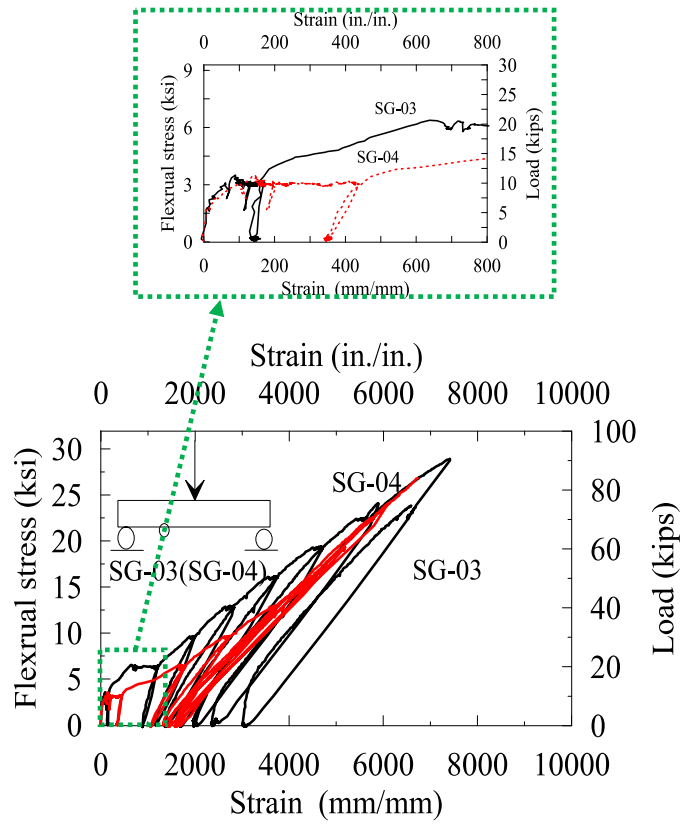 Strain (in./in.)
0 200 400 600 800
Flexrual stress (ksi)
9
6
3
0
30
25
20
15
10
5
0
Load (kips)
SG-03
SG-04
0 200 400 600 800
Strain (mm/mm)
Strain (in./in.)
0 2000 4000 6000 8000 10000
Flexrual stress (ksi)
30
25
20
15
10
5
0
100
80
60
40
20
0
Load (kips)
SG-04
SG-03(SG-04)
SG-03
0 2000 4000 6000 8000 10000
Strain (mm/mm)